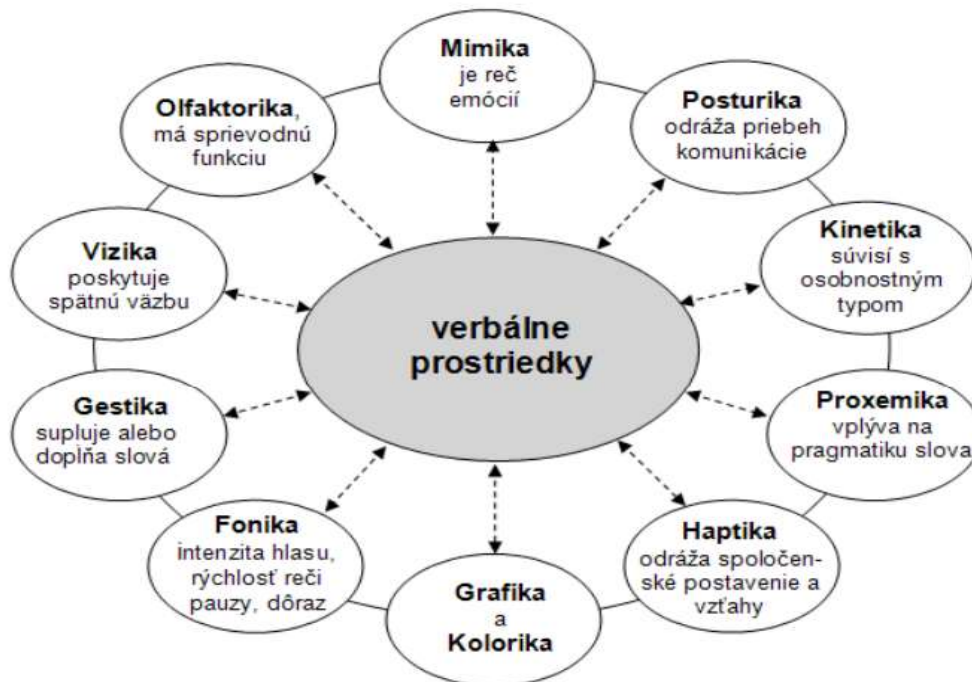 Mimika
je reč
emócií
Posturika
odráža priebeh
komunikácie
Kinetika
súvisí s
osobnostným
typom
Proxemika
vplýva na
pragmatiku slova
Haptika
odráža spoločen-
ské postavenie a
vzťahy
Grafika
a
Kolorika
Fonika
intenzita hlasu,
rýchlosť reči
pauzy, dôraz
Gestika
supluje alebo
dopĺňa slová
Vizika
poskytuje
spätnú väzbu
Olfaktorika,
má sprievodnú
funkciu
verbálne
prostriedky